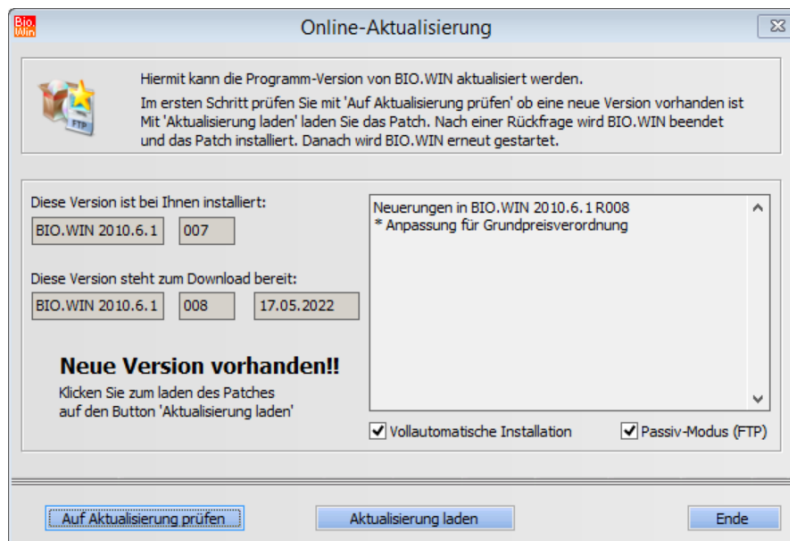 Bio.
Win
Online-Aktualisierung
Hiermit kann die Programm-Version von BIO.WIN aktualisiert werden.
Im ersten Schritt prüfen Sie mit 'Auf Aktualisierung prüfen' ob eine neue Version vorhanden ist
Mit 'Aktualisierung laden' laden Sie das Patch. Nach einer Rückfrage wird BIO.WIN beendet
und das Patch installiert. Danach wird BIO.WIN erneut gestartet.
FTP
Diese Version ist bei Ihnen installiert:
BIO.WIN 2010.6.1 007
Diese Version steht zum Download bereit:
BIO.WIN 2010.6.1 008 17.05.2022
Neue Version vorhanden!!
Klicken Sie zum laden des Patches
auf den Button 'Aktualisierung laden'
Neuerungen in BIO.WIN 2010.6.1 R008
* Anpassung für Grundpreisverordnung
Vollautomatische Installation Passiv-Modus (FTP)
Auf Aktualisierung prüfen Aktualisierung laden Ende